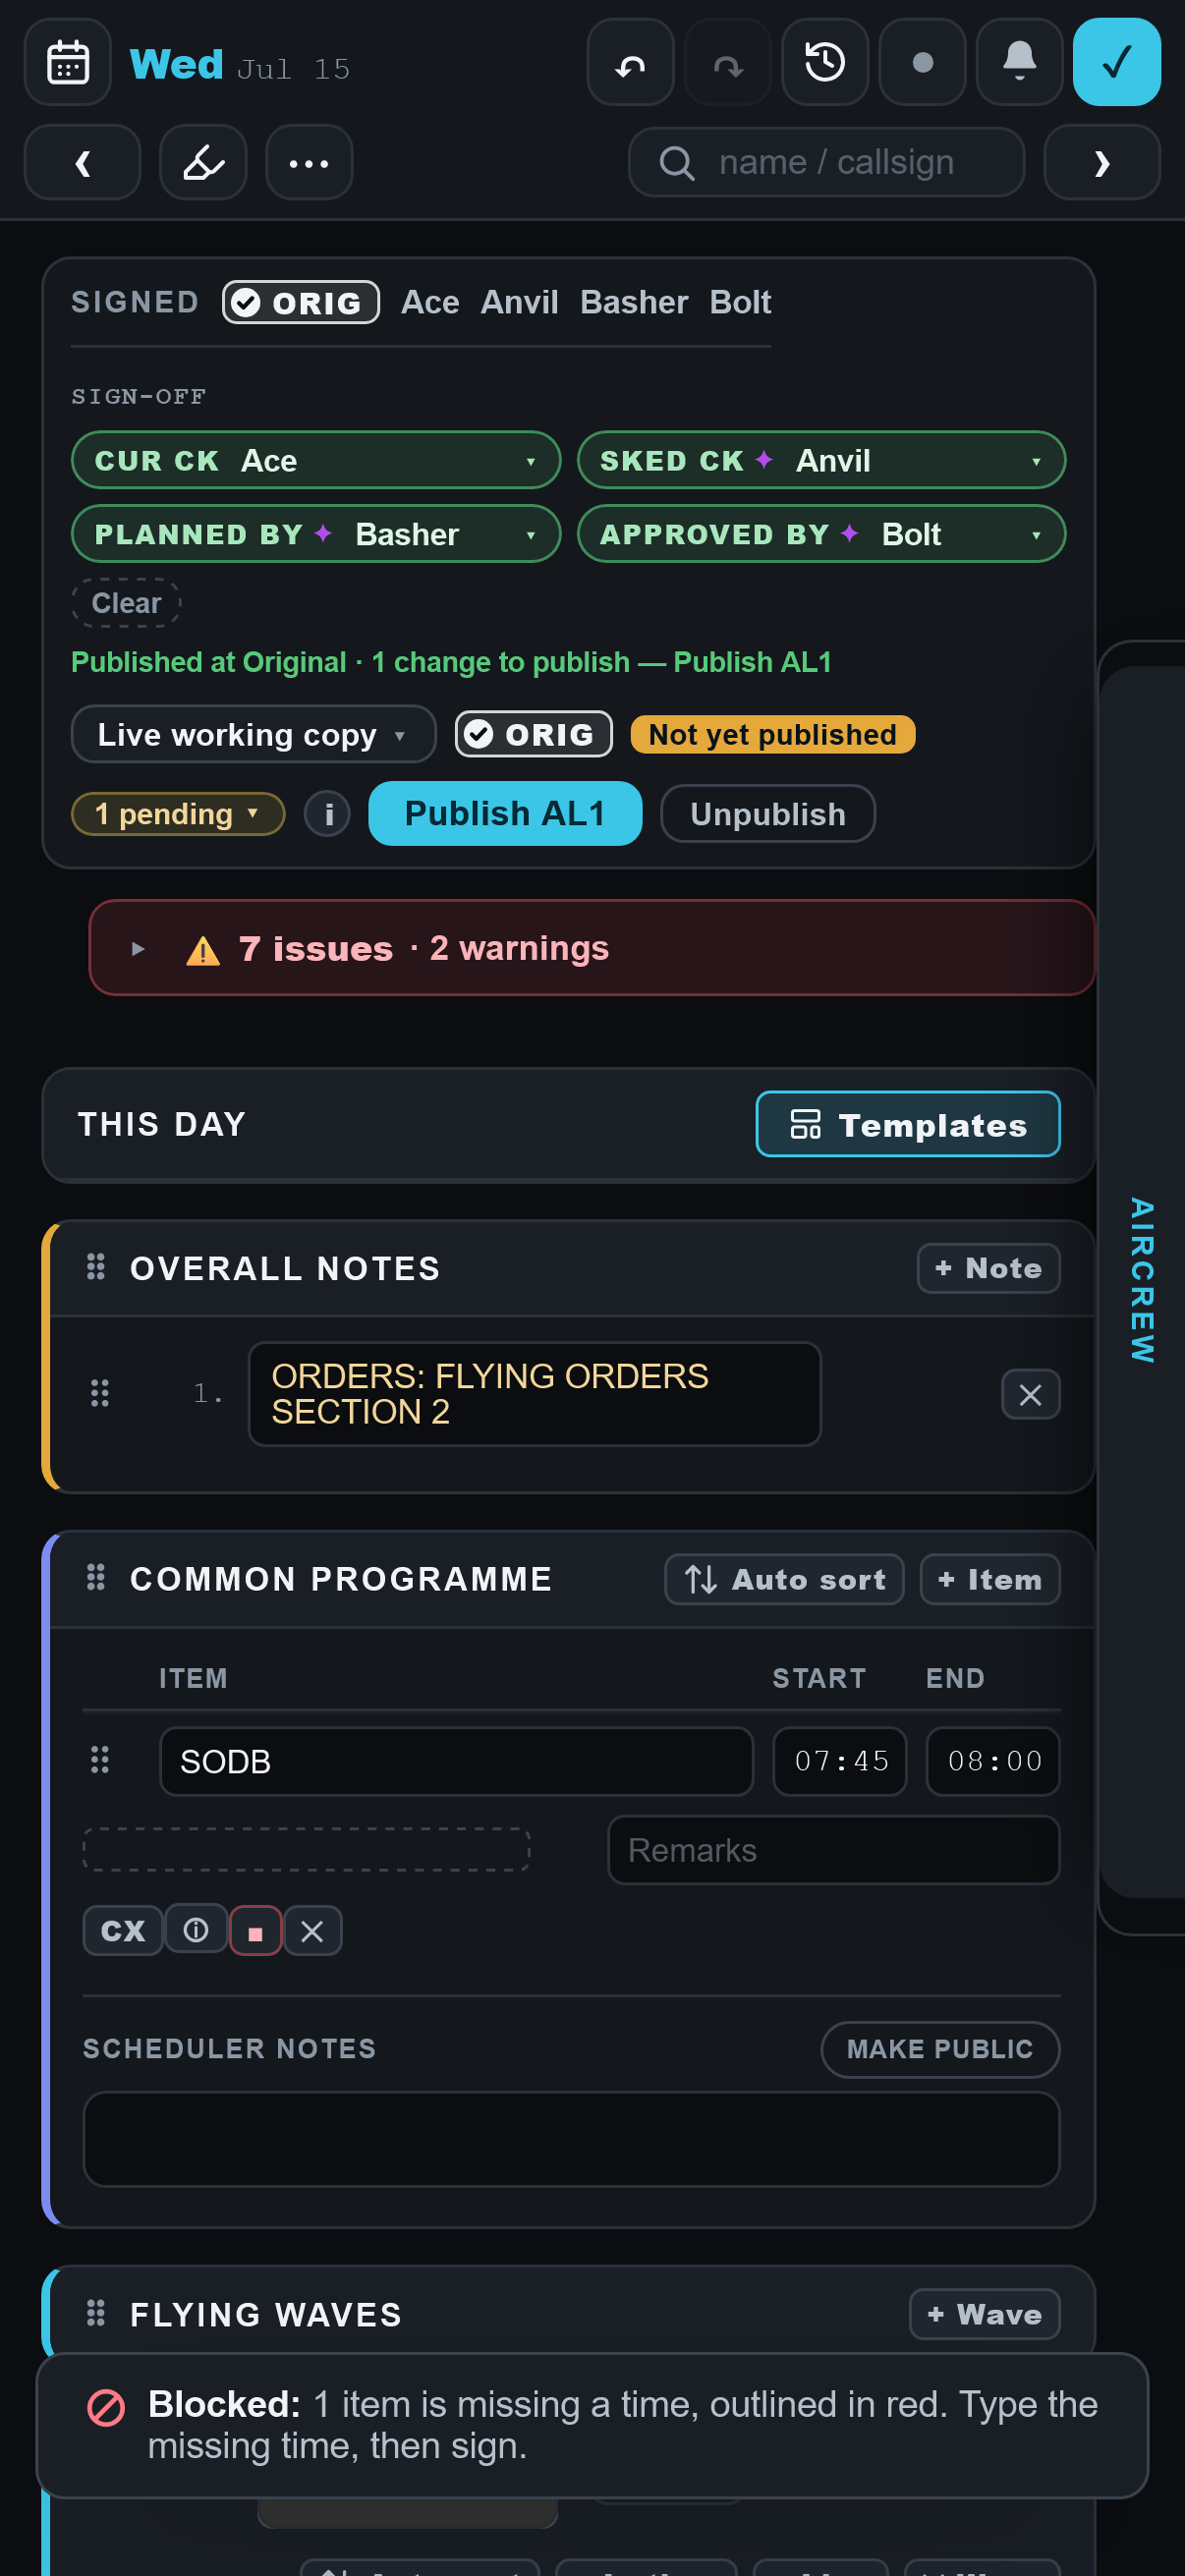 Wed Jul 15
name / callsign
SIGNED ORIG Ace Anvil Basher Bolt
SIGN-OFF
CUR CK Ace
SKED CK Anvil
PLANNED BY Basher
APPROVED BY Bolt
Clear
Published at Original · 1 change to publish — Publish AL1
Live working copy ORIG Not yet published
1 pending i Publish AL1 Unpublish
7 issues · 2 warnings
THIS DAY Templates
AIRCREW
OVERALL NOTES + Note
1. ORDERS: FLYING ORDERS
SECTION 2
COMMON PROGRAMME Auto sort + Item
ITEM START END
SODB 07:45 08:00
Remarks
CX
SCHEDULER NOTES MAKE PUBLIC
FLYING WAVES + Wave
Blocked: 1 item is missing a time, outlined in red. Type the
missing time, then sign.